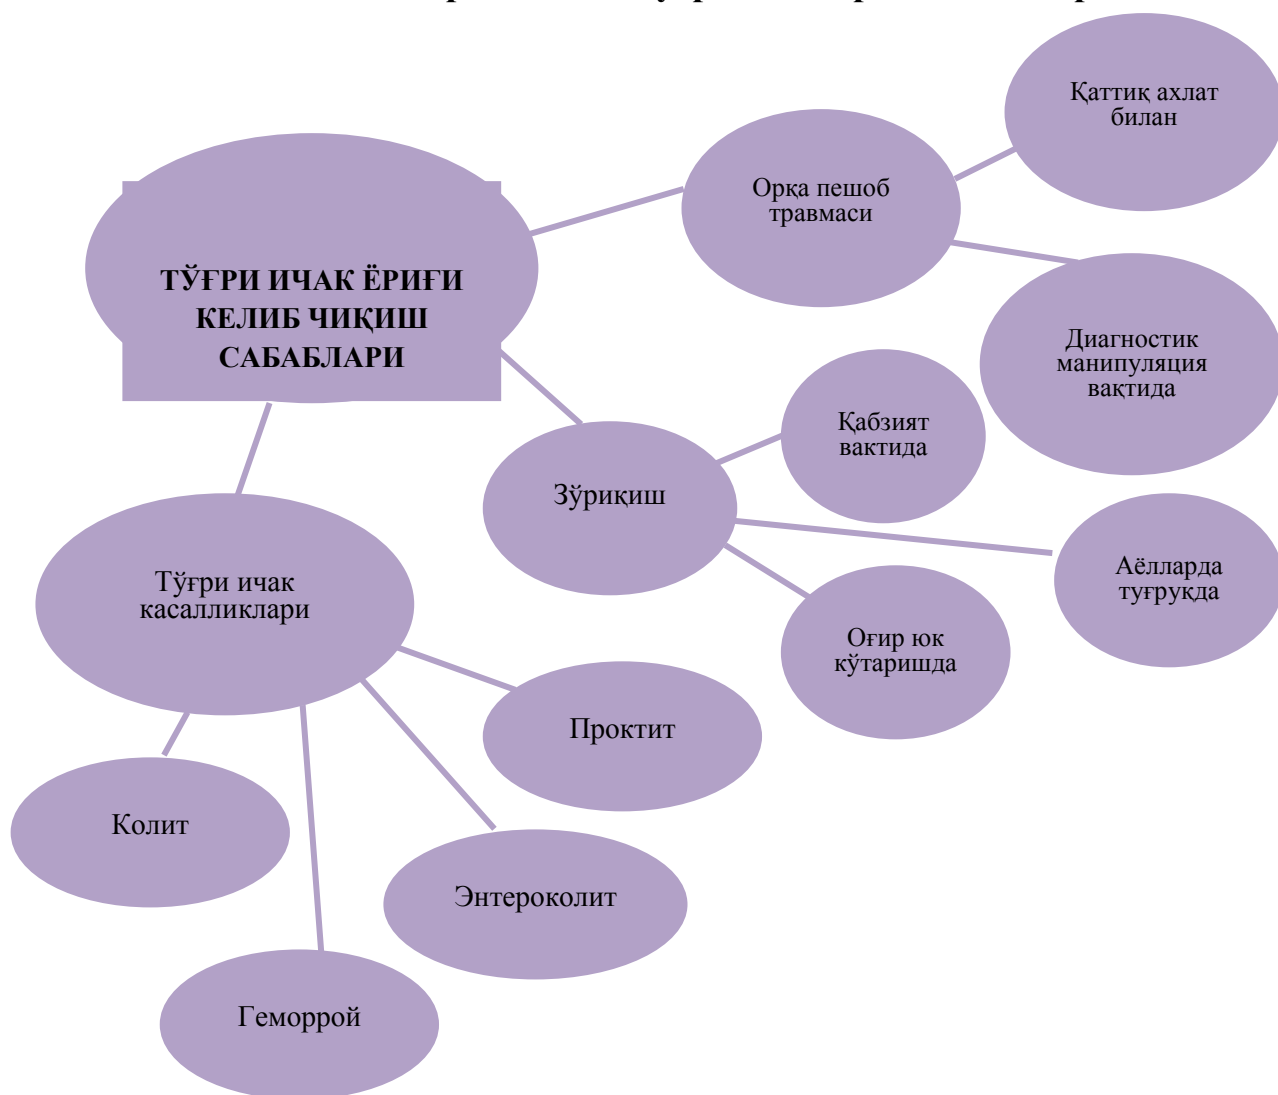 ТЎҒРИ ИЧАК ЁРИҒИ
КЕЛИБ ЧИҚИШ
САБАБЛАРИ
Орқа пешоб
травмаси
Қаттиқ ахлат
билан
Диагностик
манипуляция
вақтида
Зўриқиш
Қабзият
вактида
Аёлларда
туғруқда
Оғир юк
кўтаришда
Тўғри ичак
касалликлари
Проктит
Колит
Энтероколит
Геморрой